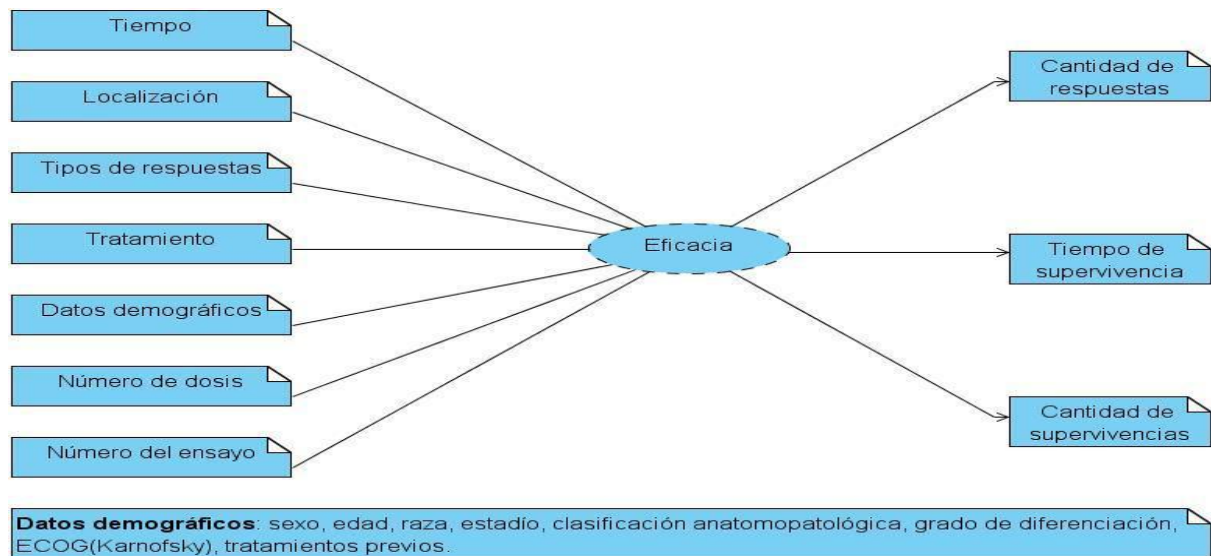 Tiempo
Localización
Tipos de respuestas
Tratamiento
Datos demográficos
Número de dosis
Número del ensayo
Eficacia
Cantidad de
respuestas
Tiempo de
supervivencia
Cantidad de
supervivencias
Datos demográficos: sexo, edad, raza, estadío, clasificación anatomopatológica, grado de diferenciación,
ECOG(Karnofsky), tratamientos previos.